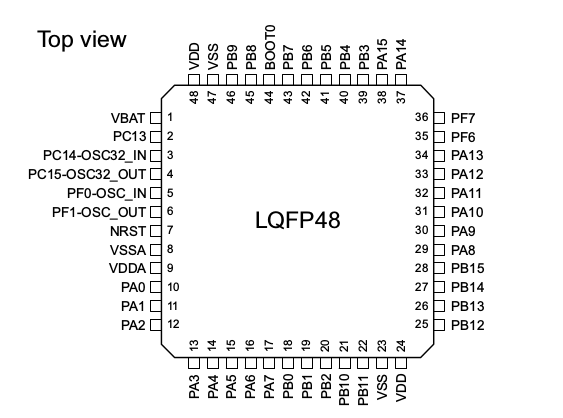 Top view
VDD VSS PB9 PB8 BOOT0 PB7 PB6 PB5 PB4 PB3 PA15 PA14
48 47 46 45 44 43 42 41 40 39 38 37
VBAT 1 36 PF7
PC13 2 35 PF6
PC14-OSC32_IN 3 34 PA13
PC15-OSC32_OUT 4 33 PA12
PF0-OSC_IN 5 32 PA11
PF1-OSC_OUT 6 LQFP48 31 PA10
NRST 7 30 PA9
VSSA 8 29 PA8
VDDA 9 28 PB15
PA0 10 27 PB14
PA1 11 26 PB13
PA2 12 25 PB12
13 14 15 16 17 18 19 20 21 22 23 24
PA3 PA4 PA5 PA6 PA7 PB0 PB1 PB2 PB10 PB11 VSS VDD